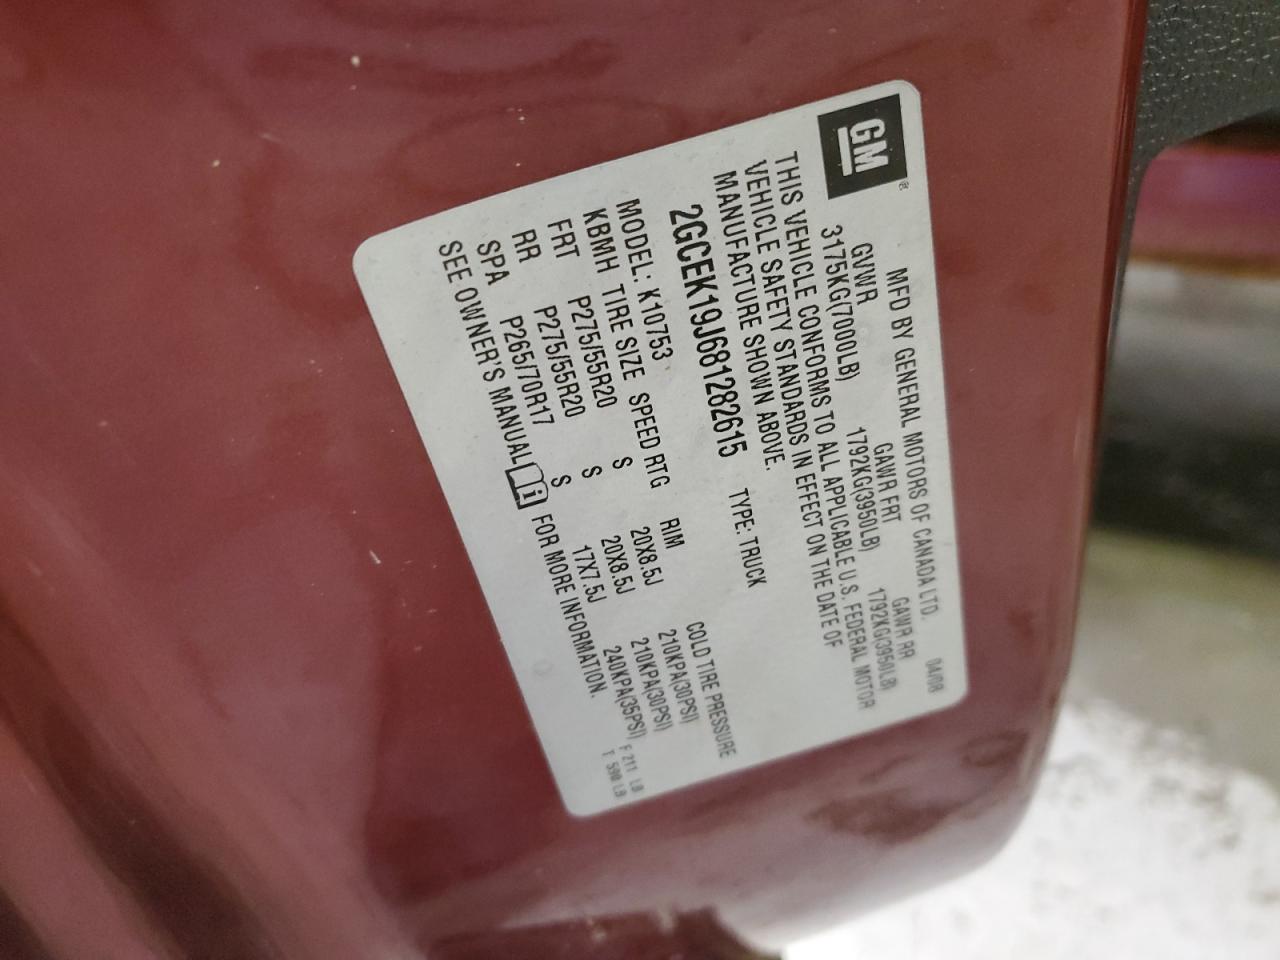 GM ®
MFD BY GENERAL MOTORS OF CANADA LTD. 04/08
GVWR GAWR FRT GAWR RR
3175KG(7000LB) 1792KG(3950LB) 1792KG(3950LB)
THIS VEHICLE CONFORMS TO ALL APPLICABLE U.S. FEDERAL MOTOR
VEHICLE SAFETY STANDARDS IN EFFECT ON THE DATE OF
MANUFACTURE SHOWN ABOVE.
2GCEK19J681282615 TYPE: TRUCK
MODEL: K10753
KBMH TIRE SIZE SPEED RTG RIM COLD TIRE PRESSURE
FRT P275/55R20 S 20X8.5J 210KPA(30PSI)
RR P275/55R20 S 20X8.5J 210KPA(30PSI)
SPA P265/70R17 S 17X7.5J 240KPA(35PSI)
SEE OWNER'S MANUAL i FOR MORE INFORMATION.
F 211 LB
T 590 LB